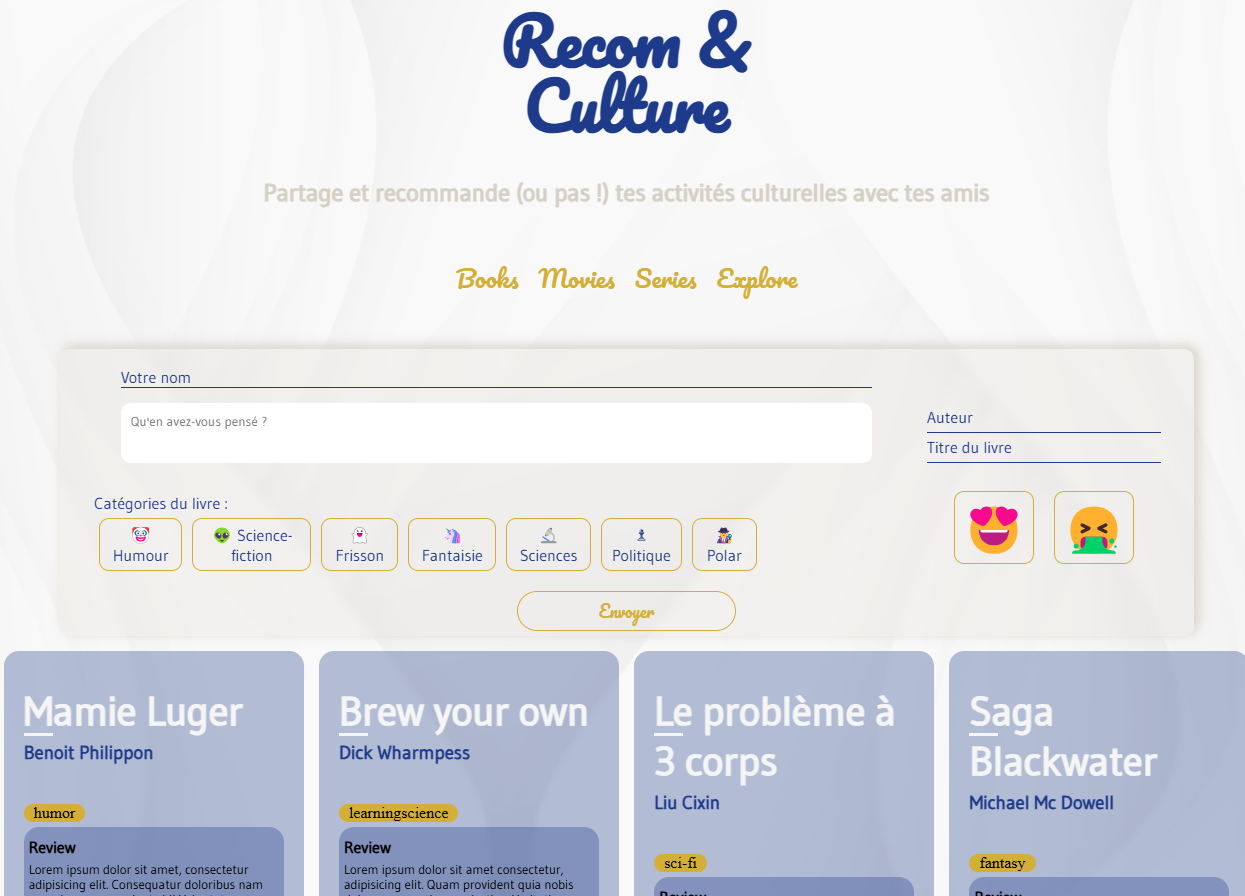 Recom &
Culture
Partage et recommande (ou pas !) tes activités culturelles avec tes amis
Books Movies Series Explore
Votre nom
Qu'en avez-vous pensé ?
Auteur
Titre du livre
Catégories du livre :
Humour
Science-
fiction
Frisson
Fantaisie
Sciences
Politique
Polar
Envoyer
Mamie Luger
Benoit Philippon
humor
Review
Lorem ipsum dolor sit amet, consectetur
adipisicing elit. Consequatur doloribus nam
Brew your own
Dick Wharmpess
learningscience
Review
Lorem ipsum dolor sit amet consectetur,
adipisicing elit. Quam provident quia nobis
Le problème à
3 corps
Liu Cixin
sci-fi
Review
Saga
Blackwater
Michael Mc Dowell
fantasy
Review